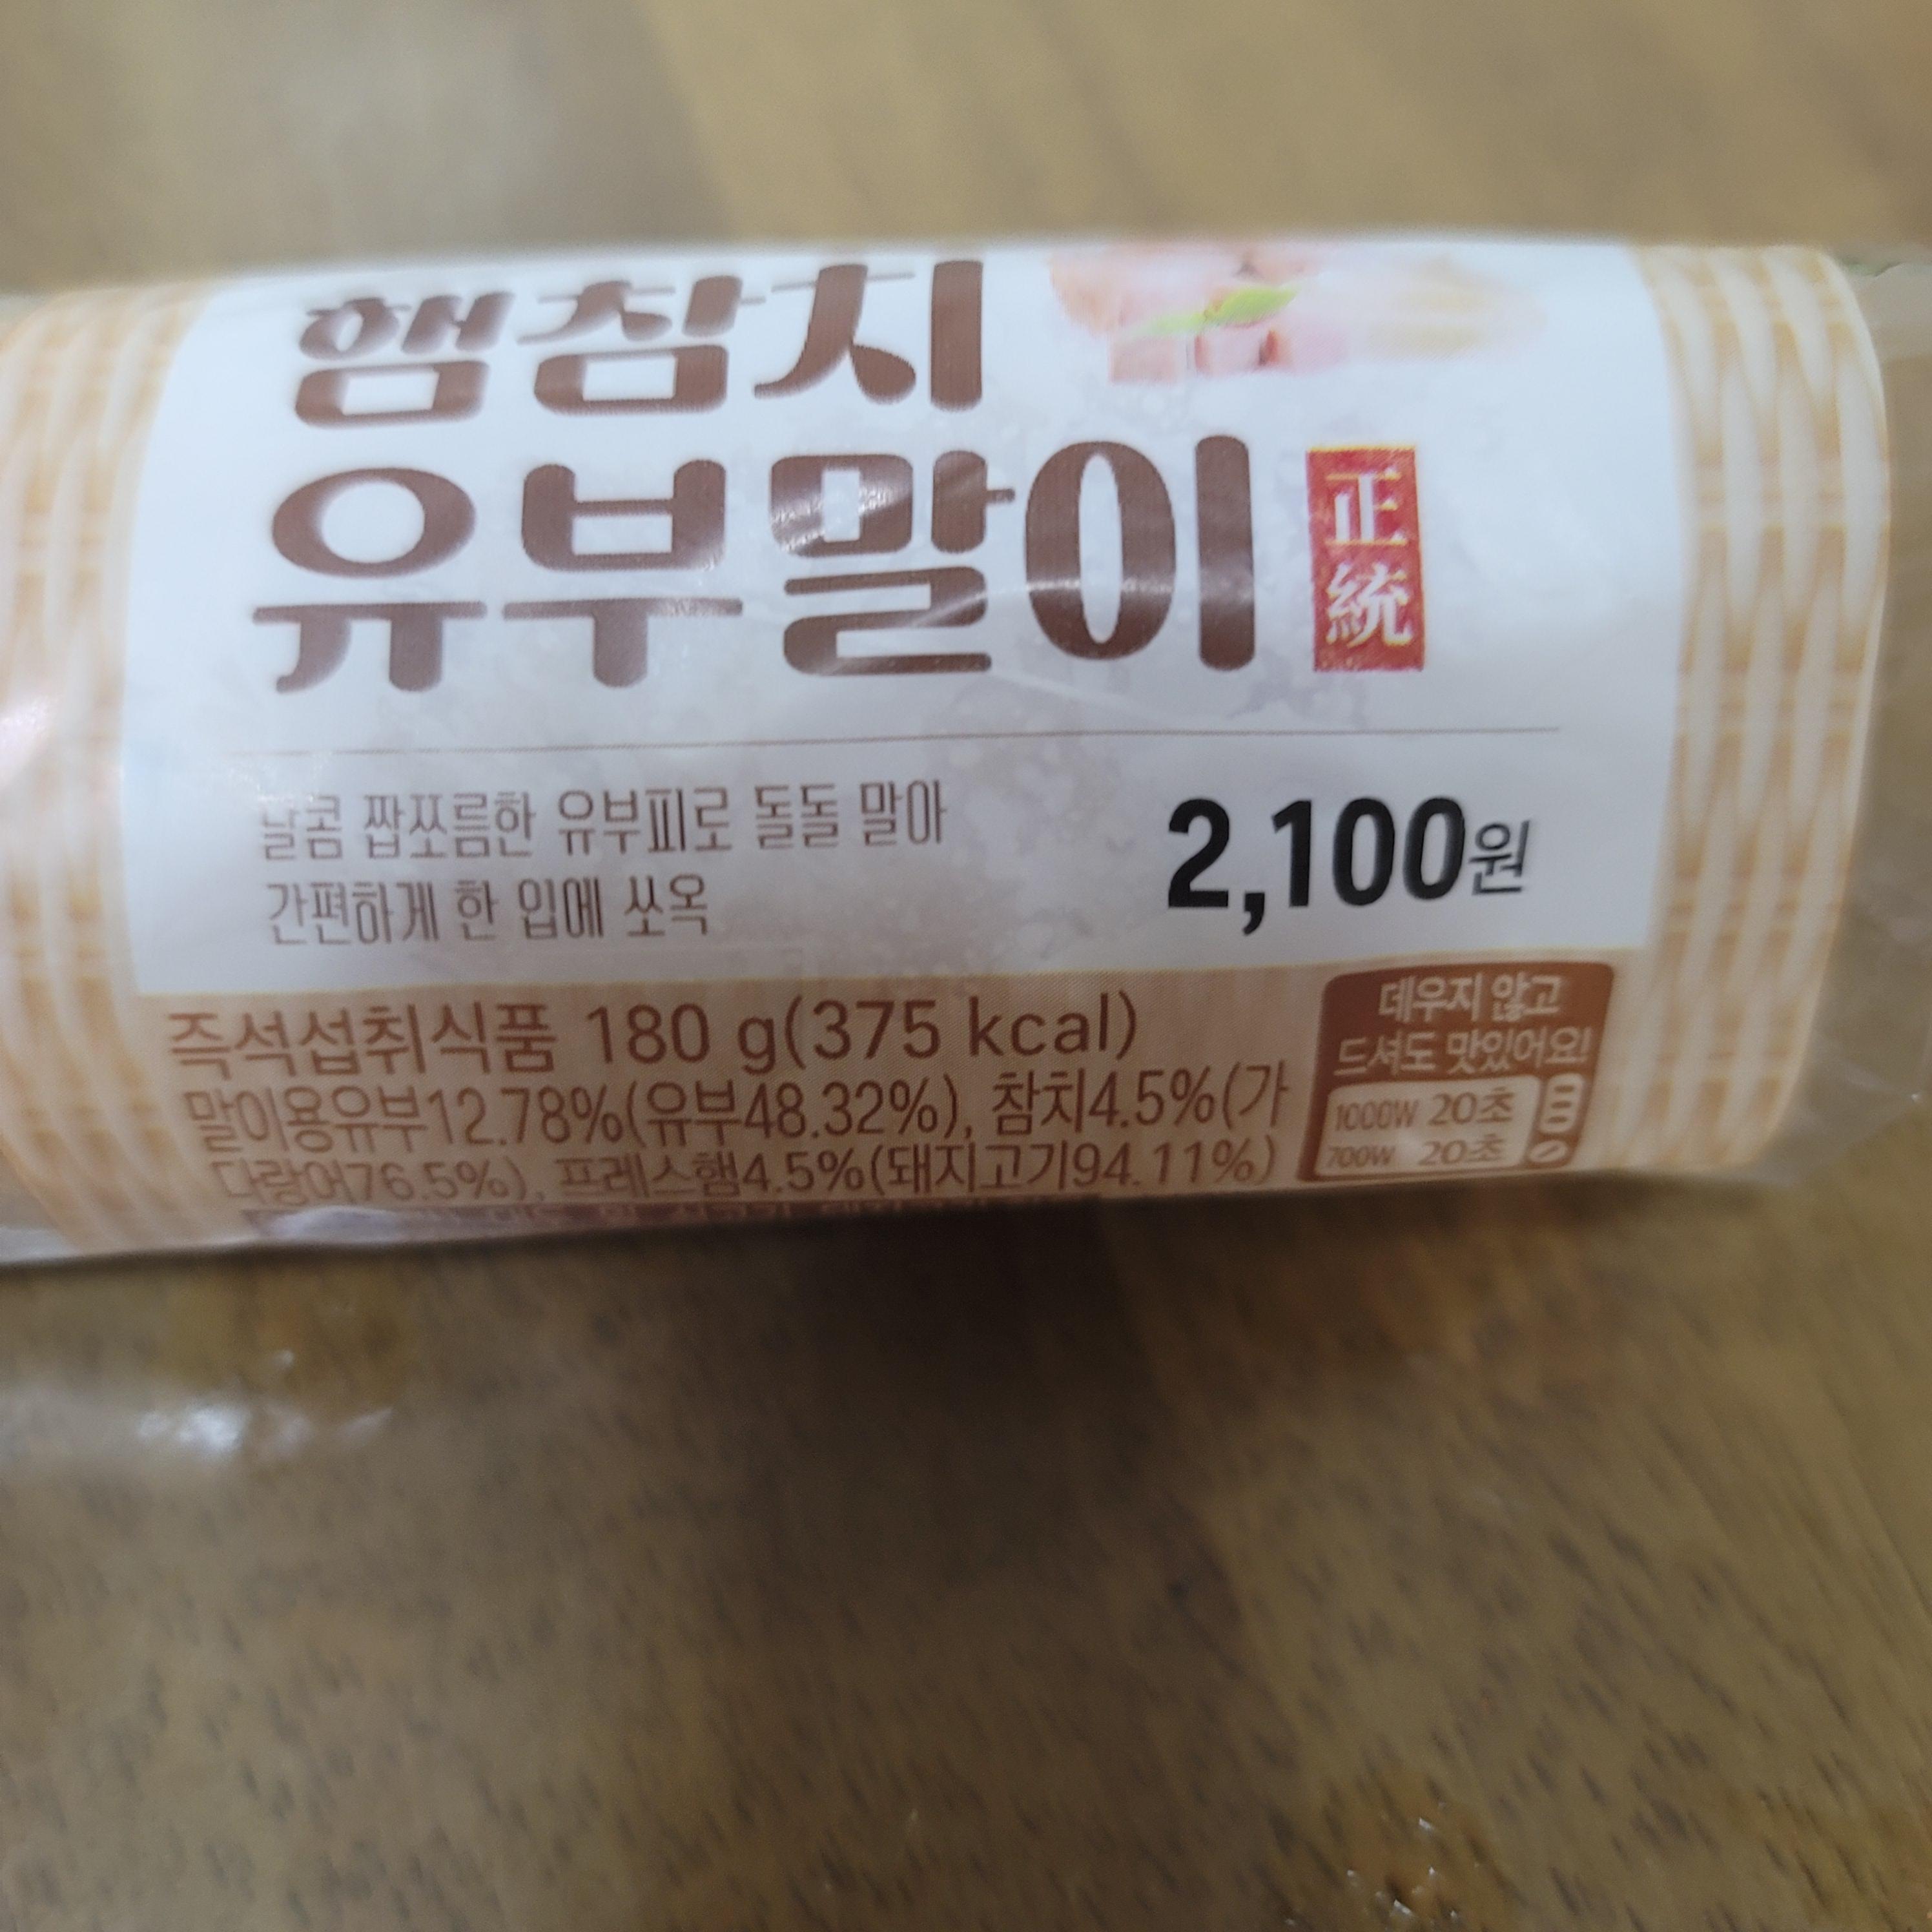 햄참치
유부말이
正統
달콤 짭쪼름한 유부피로 돌돌 말아
간편하게 한 입에 쏘옥
2,100원
즉석섭취식품 180 g(375 kcal)
말이용유부12.78%(유부48.32%), 참치4.5%(가
다랑어76.5%), 프레스햄4.5%(돼지고기94.11%)
데우지 않고
드셔도 맛있어요!
1000W 20초
700W 20초